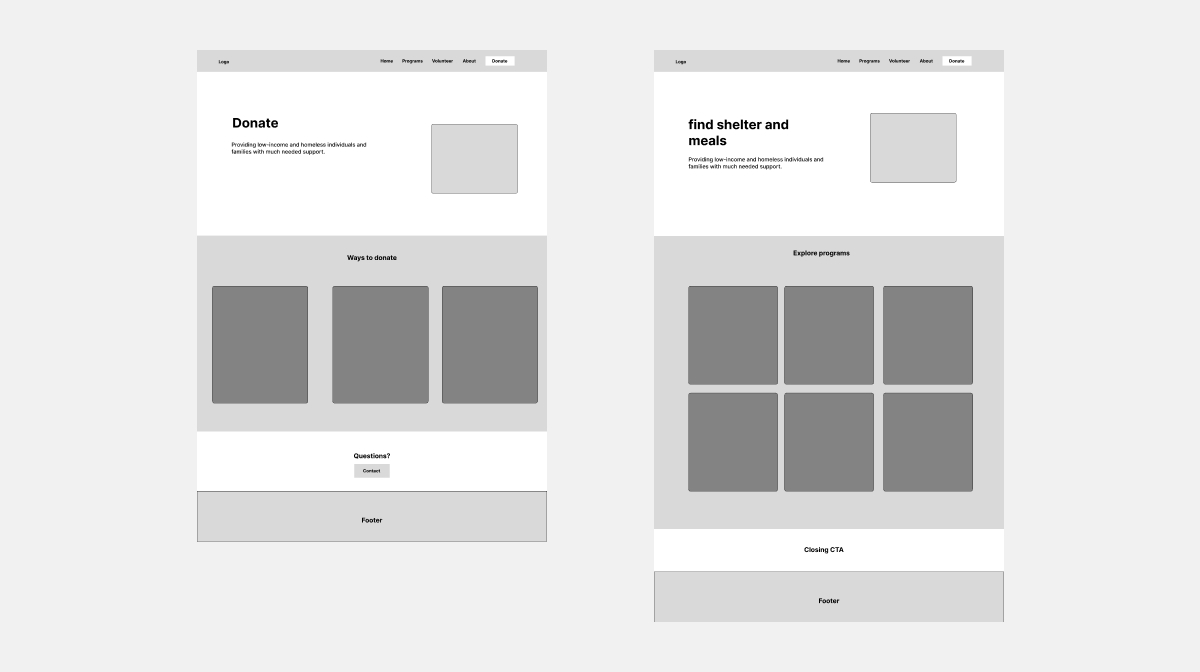 Logo
Home Programs Volunteer About Donate
Donate
Providing low-income and homeless individuals and
families with much needed support.
Ways to donate
Questions?
Contact
Footer
Logo
Home Programs Volunteer About Donate
find shelter and
meals
Providing low-income and homeless individuals and
families with much needed support.
Explore programs
Closing CTA
Footer